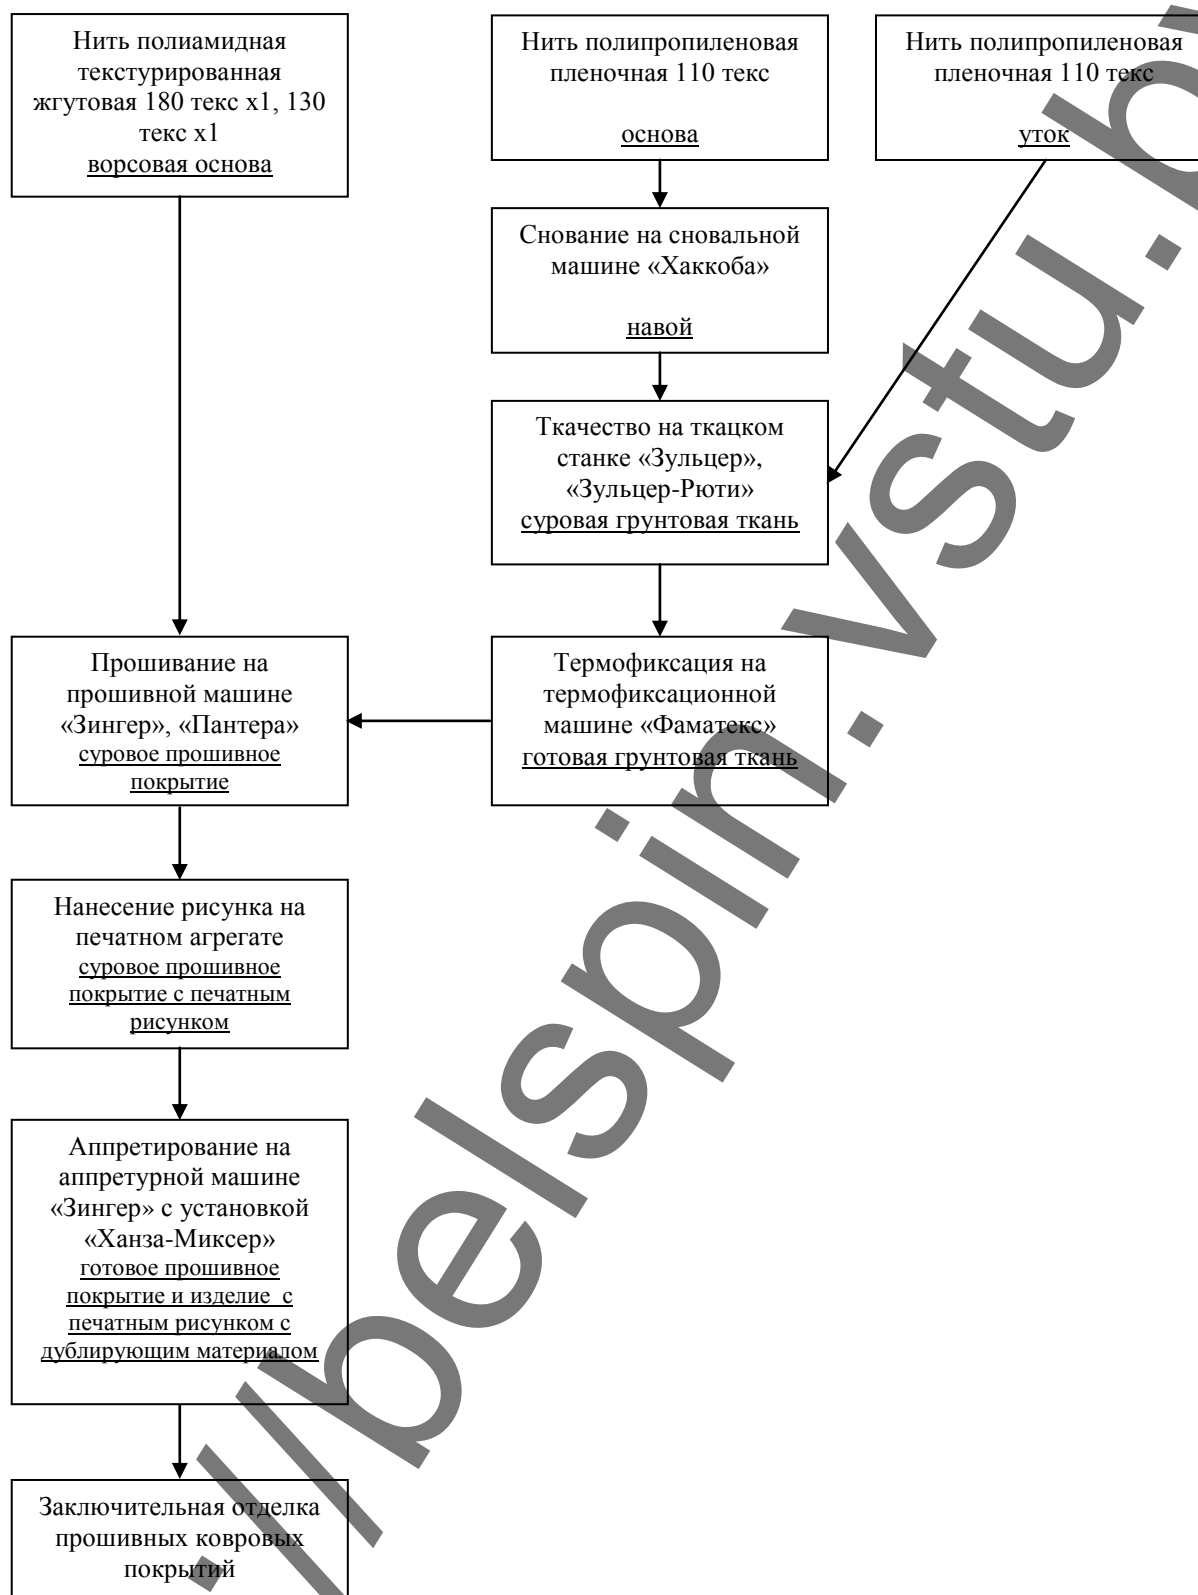 Нить полиамидная
текстурированная
жгутовая 180 текс х1, 130
текс х1
ворсовая основа
Нить полипропиленовая
пленочная 110 текс
основа
Нить полипропиленовая
пленочная 110 текс
уток
Снование на сновальной
машине «Хаккоба»
навой
Ткачество на ткацком
станке «Зульцер»,
«Зульцер-Рюти»
суровая грунтовая ткань
Прошивание на
прошивной машине
«Зингер», «Пантера»
суровое прошивное
покрытие
Термофиксация на
термофиксационной
машине «Фаматекс»
готовая грунтовая ткань
Нанесение рисунка на
печатном агрегате
суровое прошивное
покрытие с печатным
рисунком
Аппретирование на
аппретурной машине
«Зингер» с установкой
«Ханза-Миксер»
готовое прошивное
покрытие и изделие с
печатным рисунком с
дублирующим материалом
Заключительная отделка
прошивных ковровых
покрытий
://belspin.vstu.by